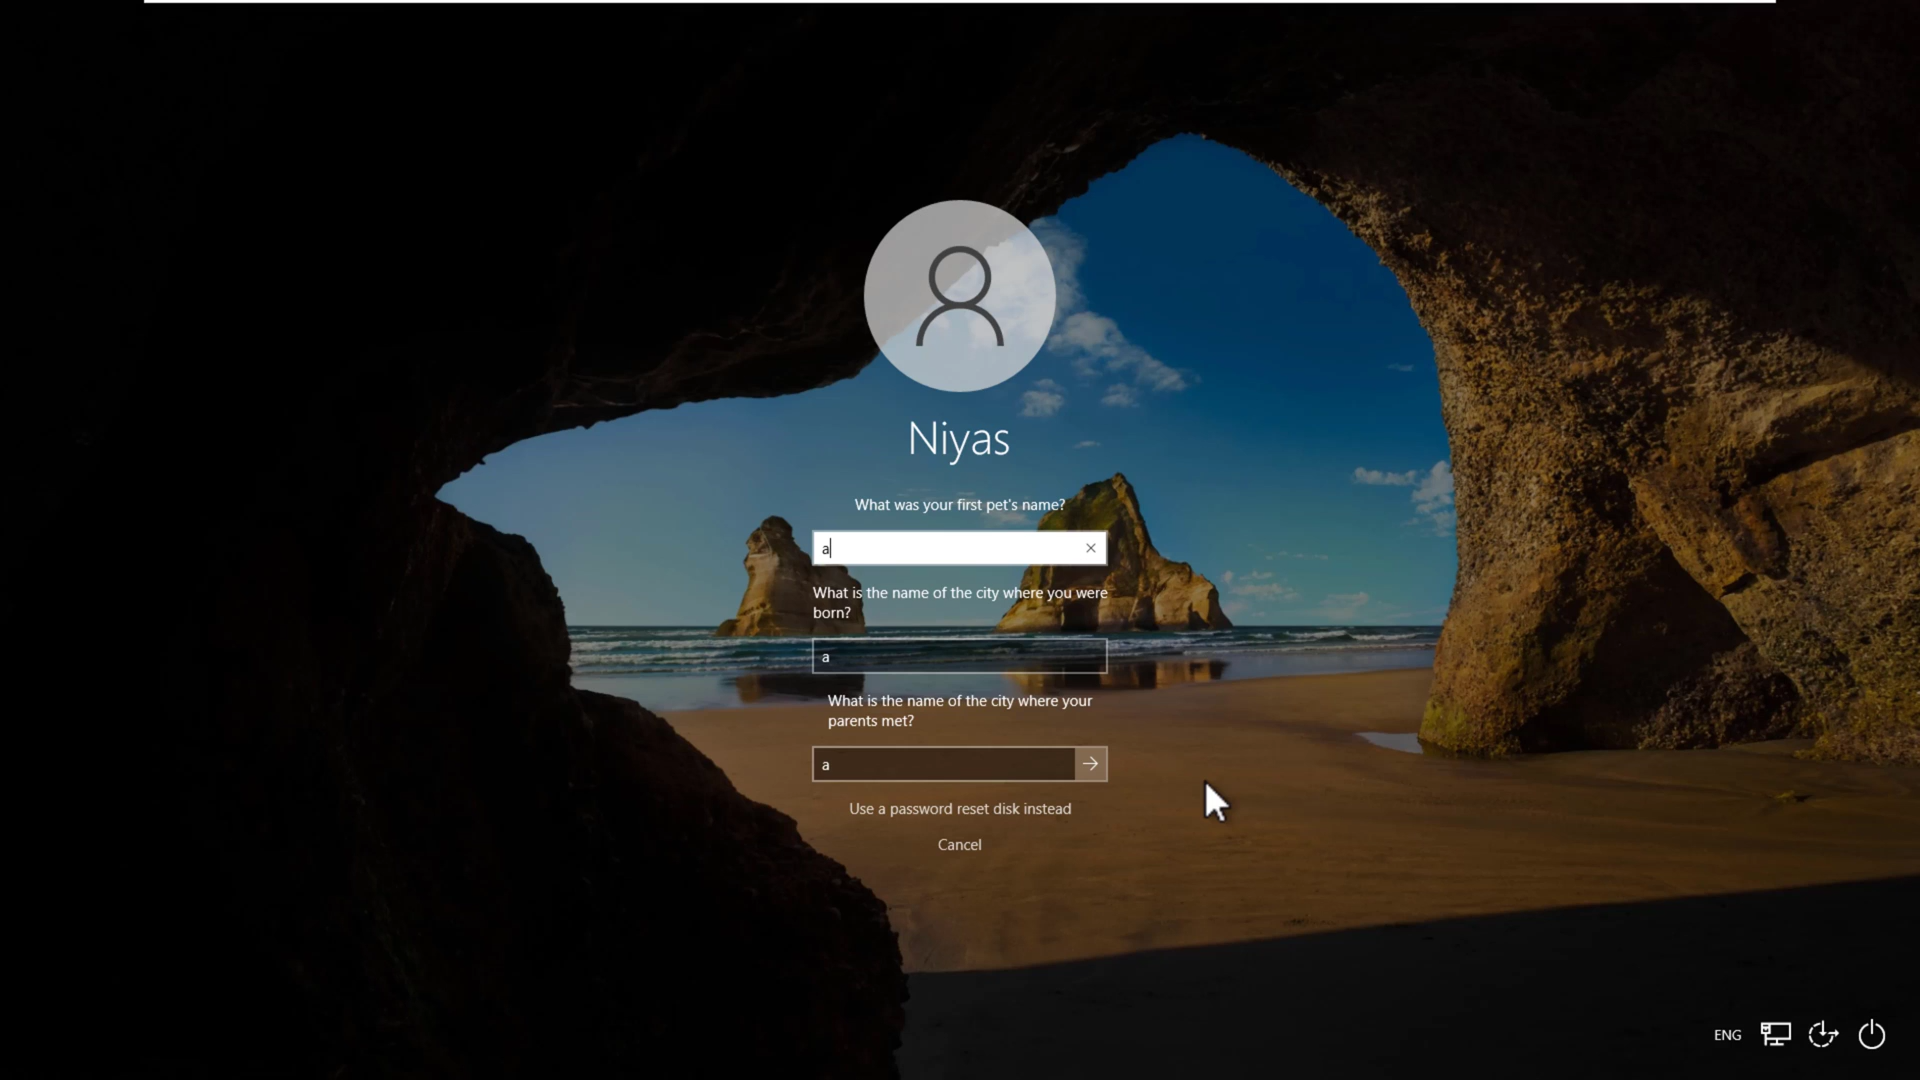 Niyas
What was your first pet's name?
a
What is the name of the city where you were
born?
a
What is the name of the city where your
parents met?
a
Use a password reset disk instead
Cancel
ENG